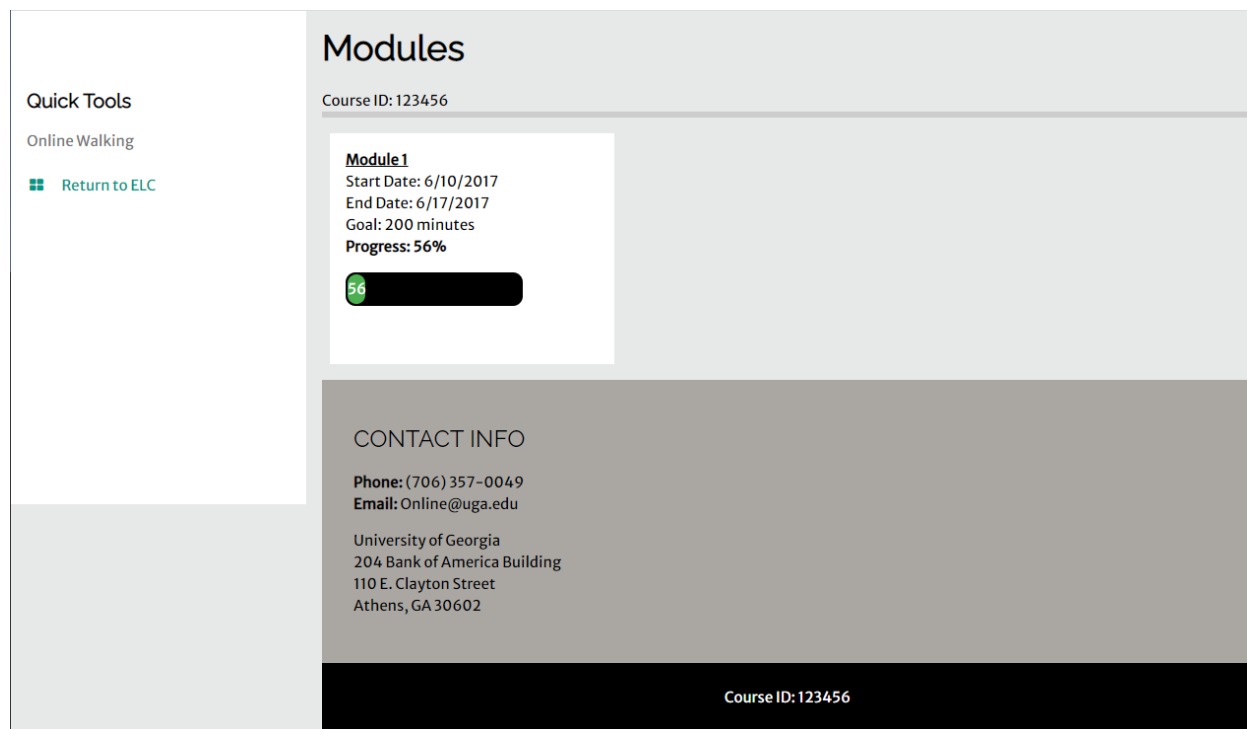 Quick Tools
Online Walking
Return to ELC
Modules
Course ID: 123456
Module 1
Start Date: 6/10/2017
End Date: 6/17/2017
Goal: 200 minutes
Progress: 56%
56
CONTACT INFO
Phone: (706) 357-0049
Email: Online@uga.edu
University of Georgia
204 Bank of America Building
110 E. Clayton Street
Athens, GA 30602
Course ID: 123456